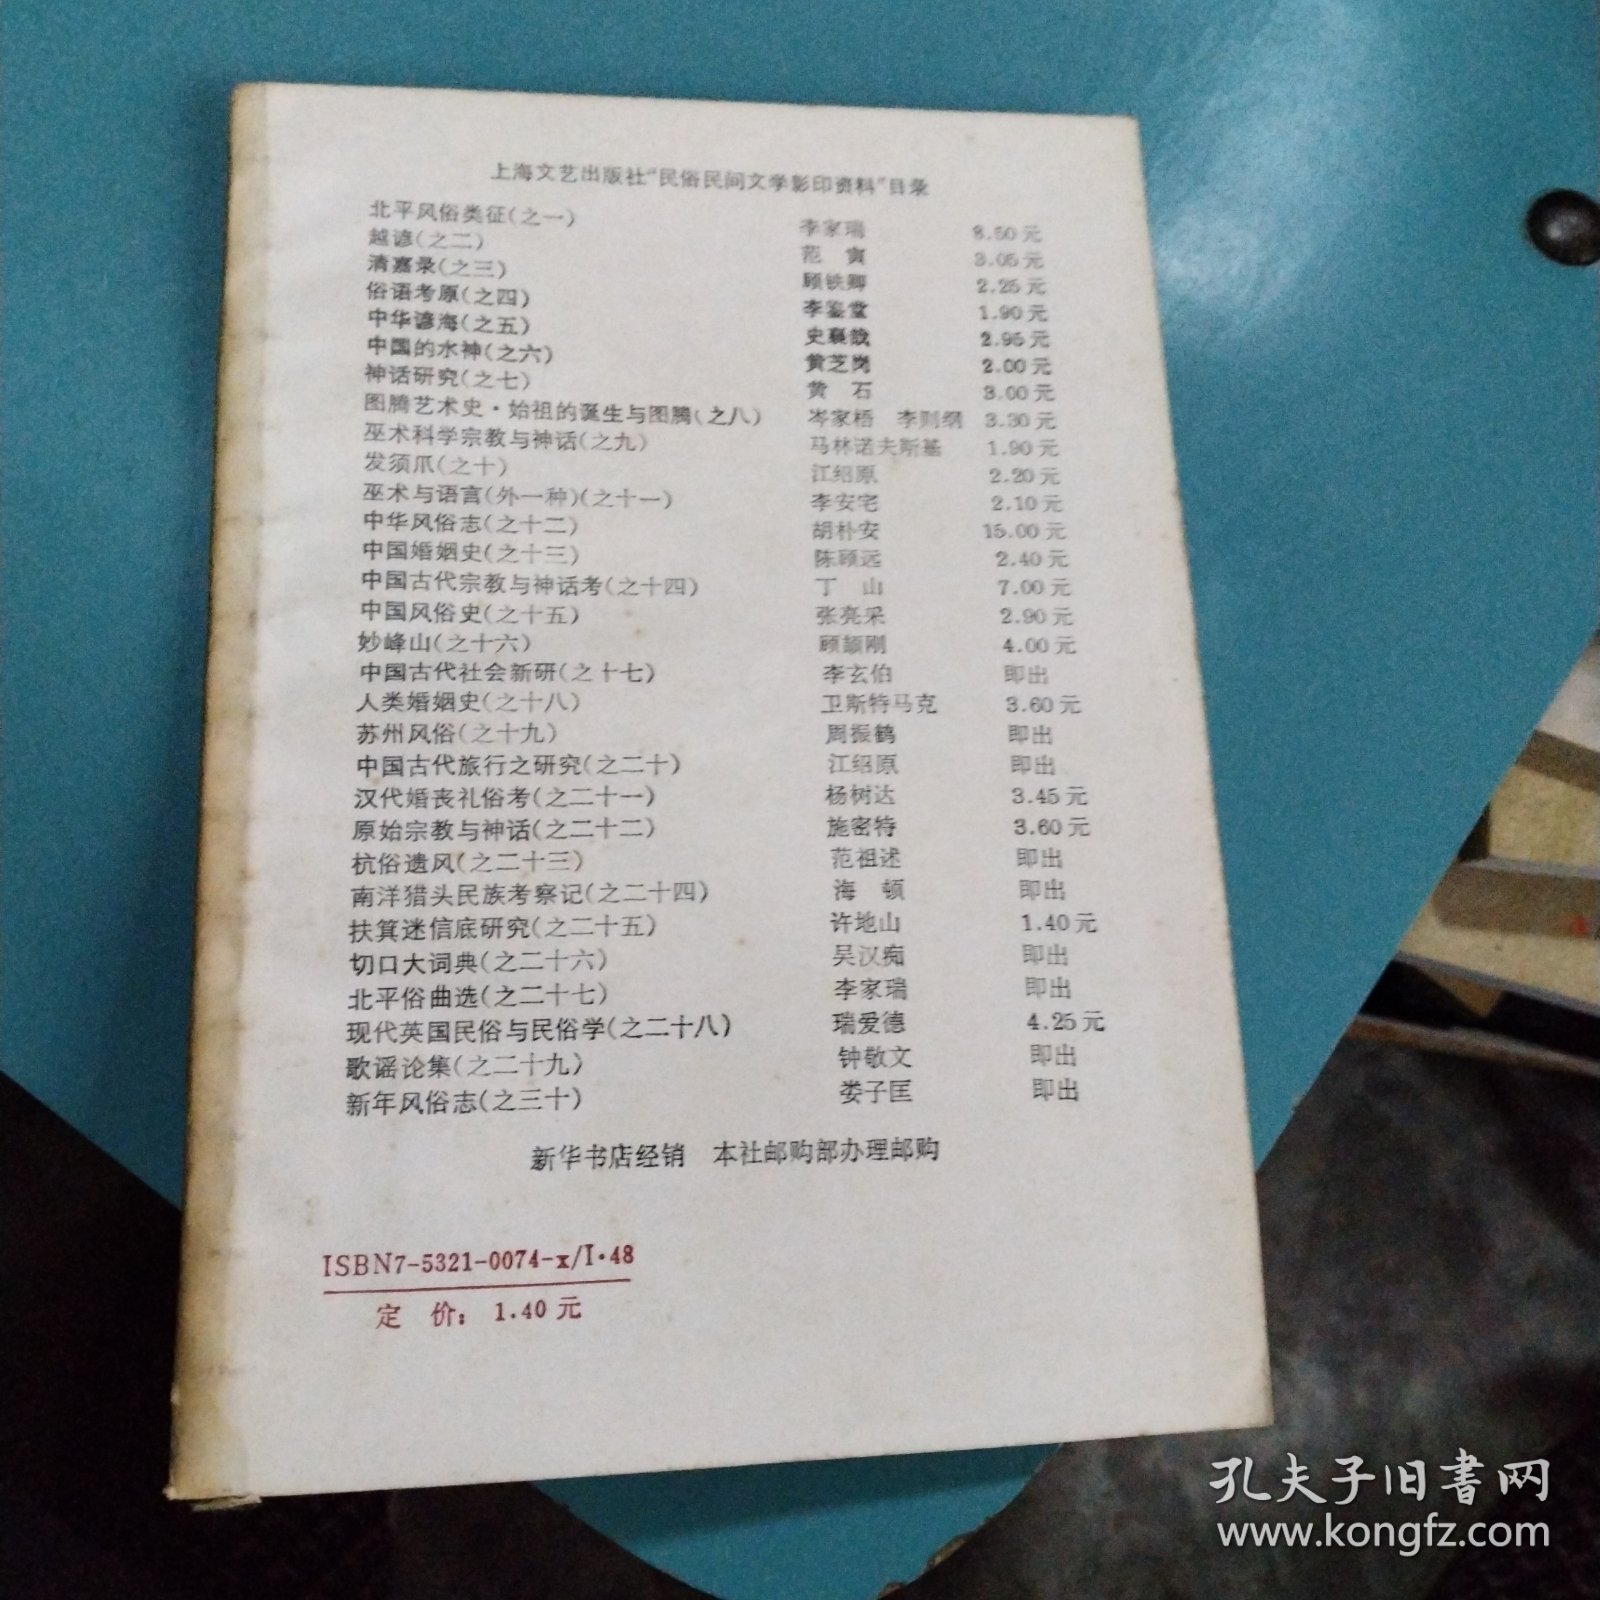 上海文艺出版社“民俗民间文学影印资料”目录
北平风俗类征(之一) 李家瑞 8.50元
越谚(之二) 范 寅 3.05元
清嘉录(之三) 顾铁卿 2.25元
俗语考原(之四) 李鉴堂 1.90元
中华谚海(之五) 史襄哉 2.95元
中国的水神(之六) 黄芝岗 2.00元
神话研究(之七) 黄 石 3.00元
图腾艺术史·始祖的诞生与图腾(之八) 岑家梧 李则纲 3.30元
巫术科学宗教与神话(之九) 马林诺夫斯基 1.90元
发须爪(之十) 江绍原 2.20元
巫术与语言(外一种)(之十一) 李安宅 2.10元
中华风俗志(之十二) 胡朴安 15.00元
中国婚姻史(之十三) 陈顾远 2.40元
中国古代宗教与神话考(之十四) 丁 山 7.00元
中国风俗史(之十五) 张亮采 2.90元
妙峰山(之十六) 顾颉刚 4.00元
中国古代社会新研(之十七) 李玄伯 即出
人类婚姻史(之十八) 卫斯特马克 3.60元
苏州风俗(之十九) 周振鹤 即出
中国古代旅行之研究(之二十) 江绍原 即出
汉代婚丧礼俗考(之二十一) 杨树达 3.45元
原始宗教与神话(之二十二) 施密特 3.60元
杭俗遗风(之二十三) 范祖述 即出
南洋猎头民族考察记(之二十四) 海 顿 即出
扶箕迷信底研究(之二十五) 许地山 1.40元
切口大词典(之二十六) 吴汉痴 即出
北平俗曲选(之二十七) 李家瑞 即出
现代英国民俗与民俗学(之二十八) 瑞爱德 4.25元
歌谣论集(之二十九) 钟敬文 即出
新年风俗志(之三十) 娄子匡 即出
新华书店经销 本社邮购部办理邮购
ISBN7-5321-0074-x/I·48
定 价: 1.40元
孔夫子旧书网
www.kongfz.com